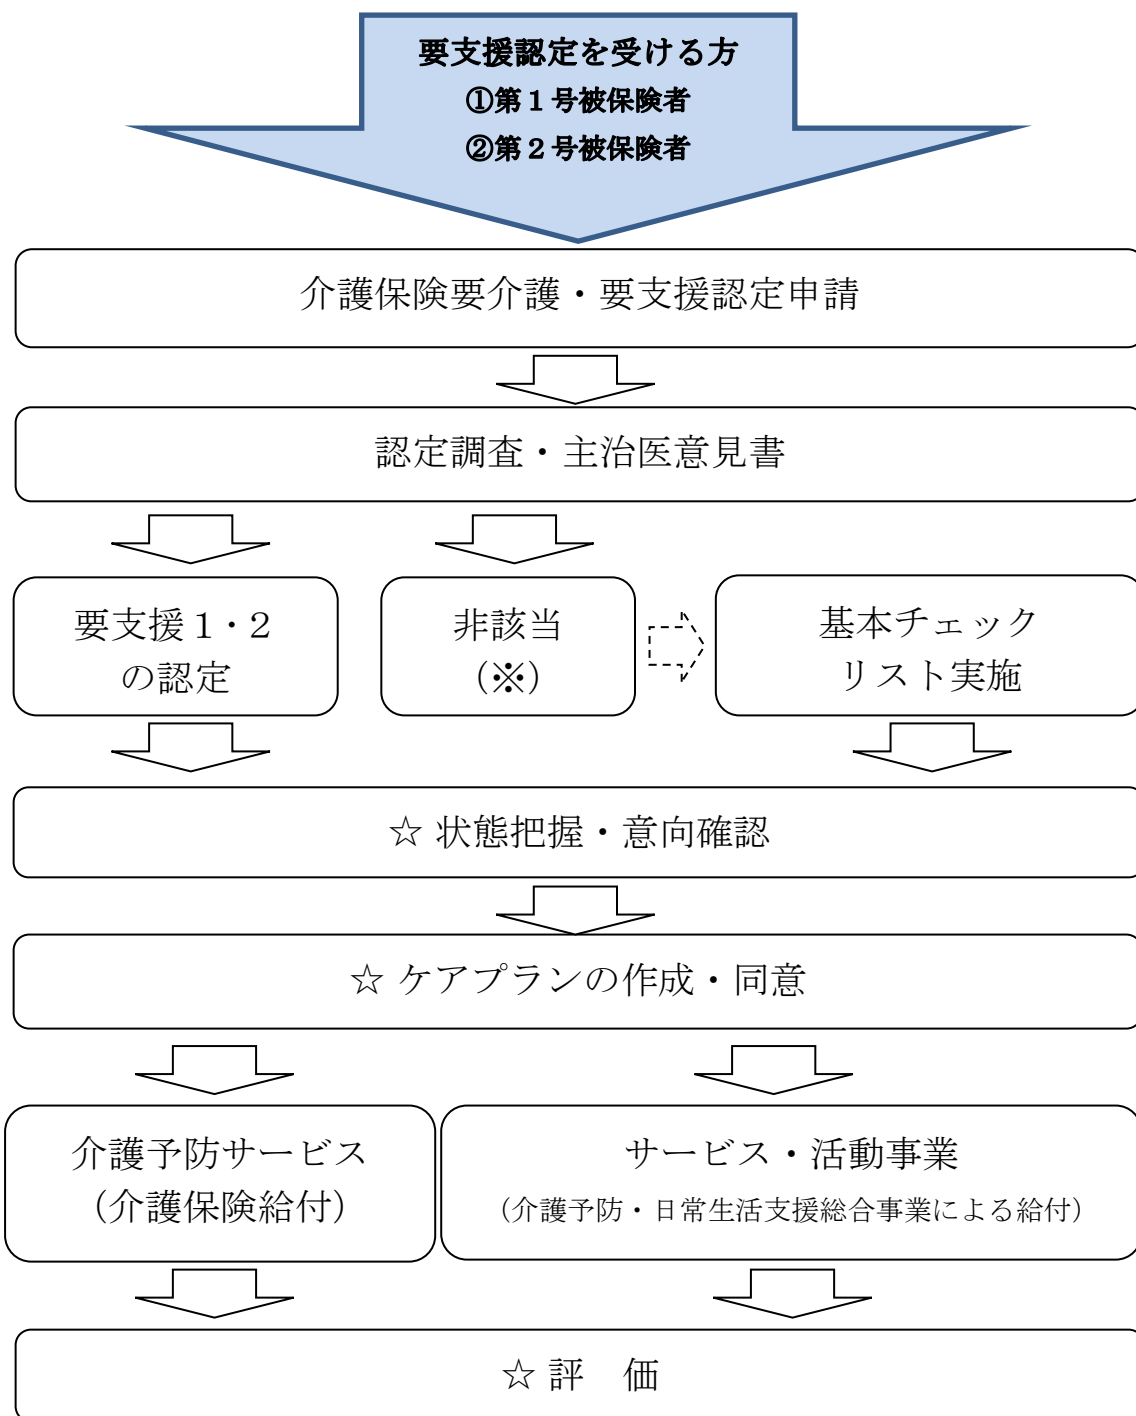 要支援認定を受ける方
①第１号被保険者
②第２号被保険者
介護保険要介護・要支援認定申請
認定調査・主治医意見書
要支援１・２
の認定
非該当
（※）
基本チェック
リスト実施
☆ 状態把握・意向確認
☆ ケアプランの作成・同意
介護予防サービス
（介護保険給付）
サービス・活動事業
（介護予防・日常生活支援総合事業による給付）
☆ 評　価